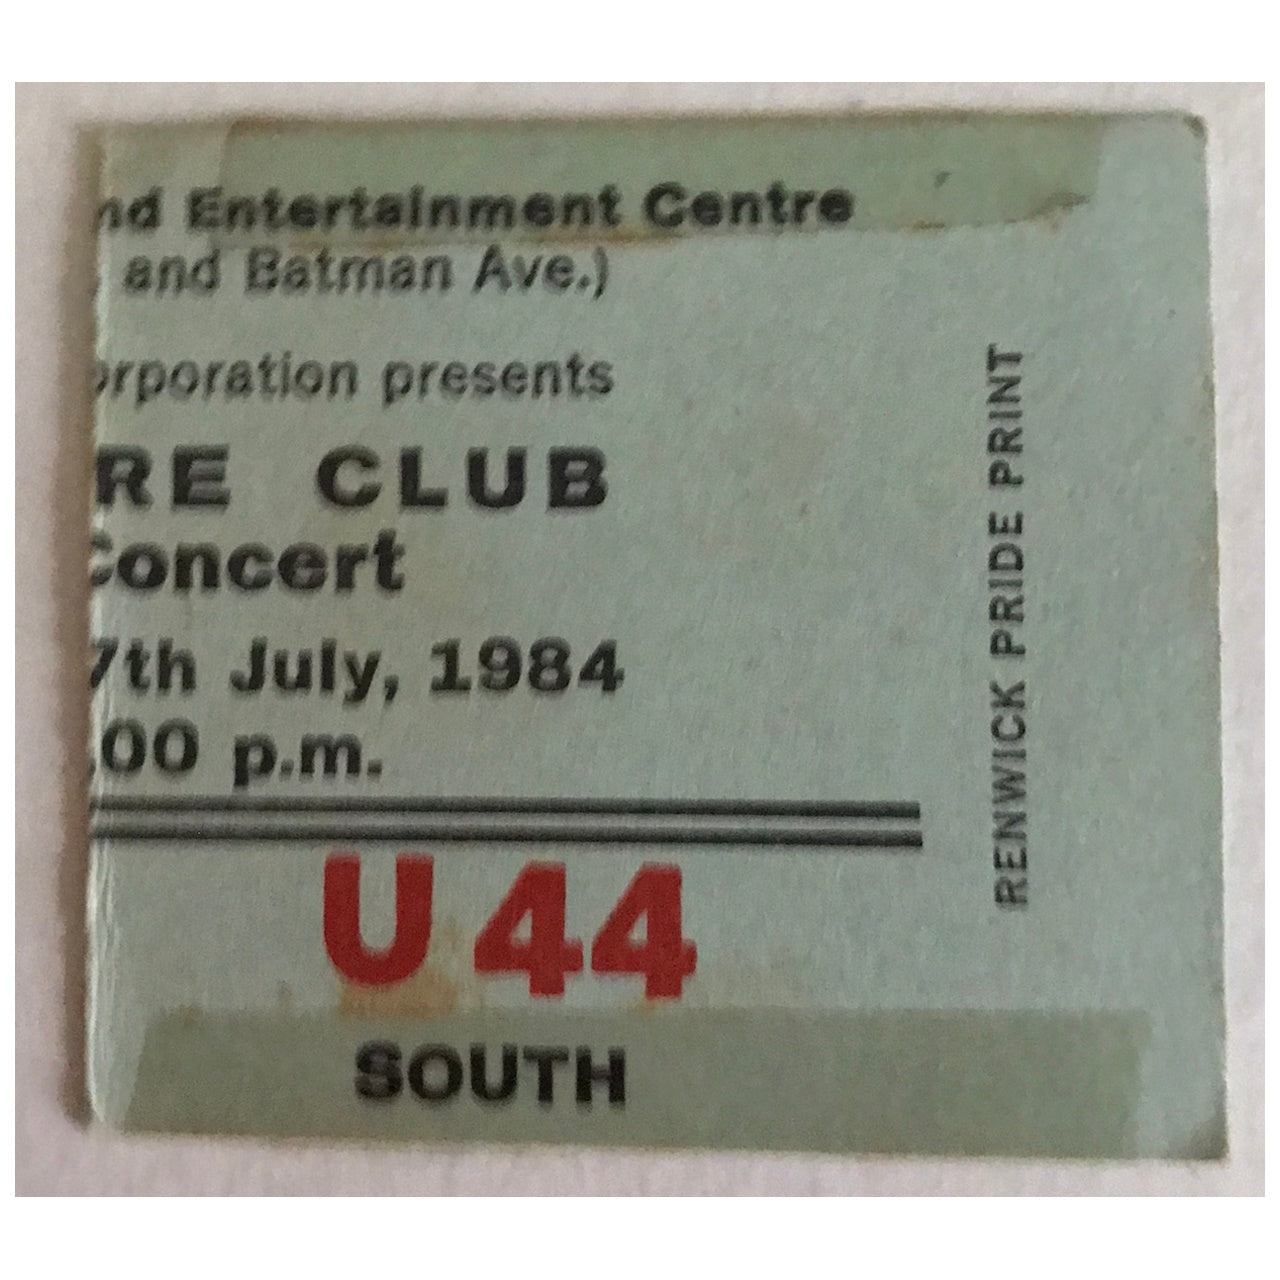 nd Entertainment Centre
and Batman Ave.)
orporation presents
RE CLUB
Concert
7th July, 1984
.00 p.m.
U 44
SOUTH
RENWICK PRIDE PRINT